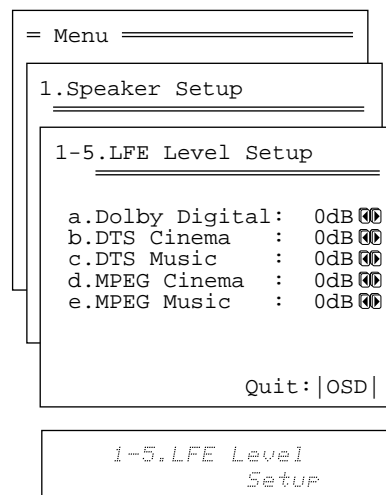 = Menu
1.Speaker Setup
1-5.LFE Level Setup
a.Dolby Digital: 0dB
b.DTS Cinema : 0dB
c.DTS Music : 0dB
d.MPEG Cinema : 0dB
e.MPEG Music : 0dB
Quit:|OSD|
1-5.LFE Level
Setup